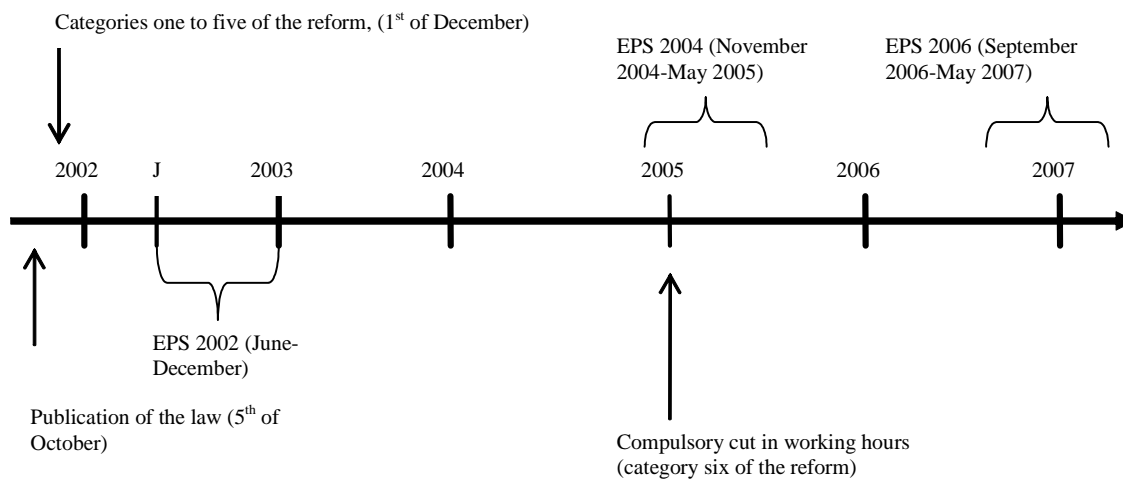 Categories one to five of the reform, (1st of December)
EPS 2004 (November
2004-May 2005)
EPS 2006 (September
2006-May 2007)
2002 J 2003 2004 2005 2006 2007
EPS 2002 (June-
December)
Publication of the law (5th of
October)
Compulsory cut in working hours
(category six of the reform)